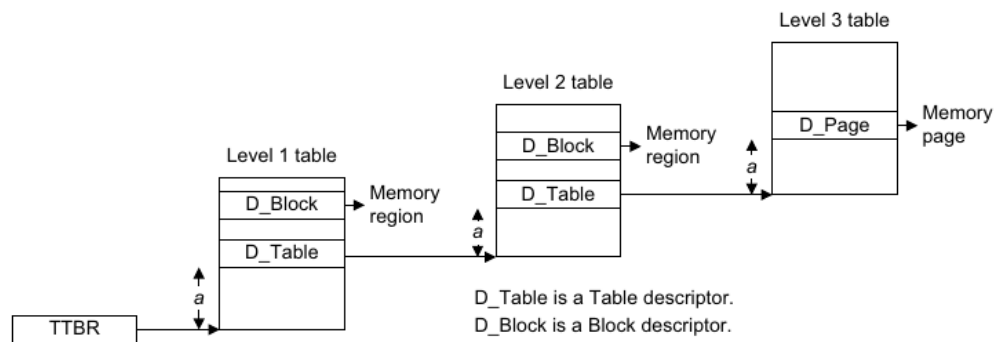 Level 1 table
D_Block
D_Table
a
TTBR
Memory
region
Level 2 table
D_Block
D_Table
a
Memory
region
Level 3 table
D_Page
a
Memory
page
D_Table is a Table descriptor.
D_Block is a Block descriptor.